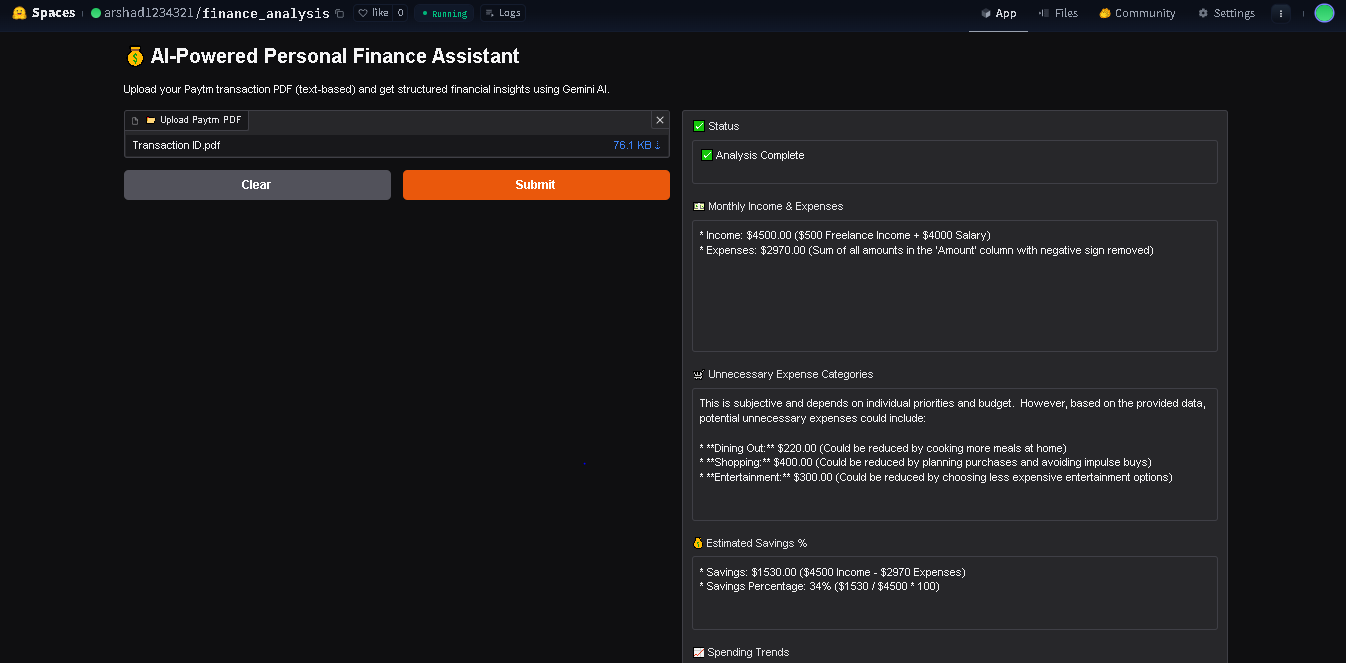 Spaces arshad1234321/finance_analysis like 0 Running Logs App Files Community Settings
AI-Powered Personal Finance Assistant
Upload your Paytm transaction PDF (text-based) and get structured financial insights using Gemini AI.
Upload Paytm PDF
Transaction ID.pdf 76.1 KB ↓
Clear Submit
Status
Analysis Complete
Monthly Income & Expenses
* Income: $4500.00 ($500 Freelance Income + $4000 Salary)
* Expenses: $2970.00 (Sum of all amounts in the 'Amount' column with negative sign removed)
Unnecessary Expense Categories
This is subjective and depends on individual priorities and budget.  However, based on the provided data,
potential unnecessary expenses could include:
* **Dining Out:** $220.00 (Could be reduced by cooking more meals at home)
* **Shopping:** $400.00 (Could be reduced by planning purchases and avoiding impulse buys)
* **Entertainment:** $300.00 (Could be reduced by choosing less expensive entertainment options)
Estimated Savings %
* Savings: $1530.00 ($4500 Income - $2970 Expenses)
* Savings Percentage: 34% ($1530 / $4500 * 100)
Spending Trends